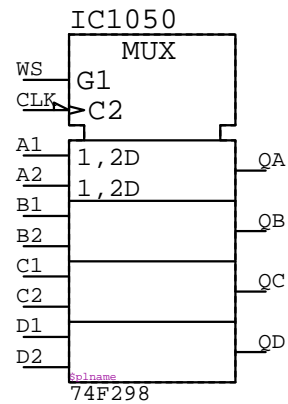 IC1050
MUX
WS
G1
CLK
C2
A1
1,2D
QA
A2
1,2D
B1
QB
B2
C1
QC
C2
D1
QD
D2
$plname
74F298